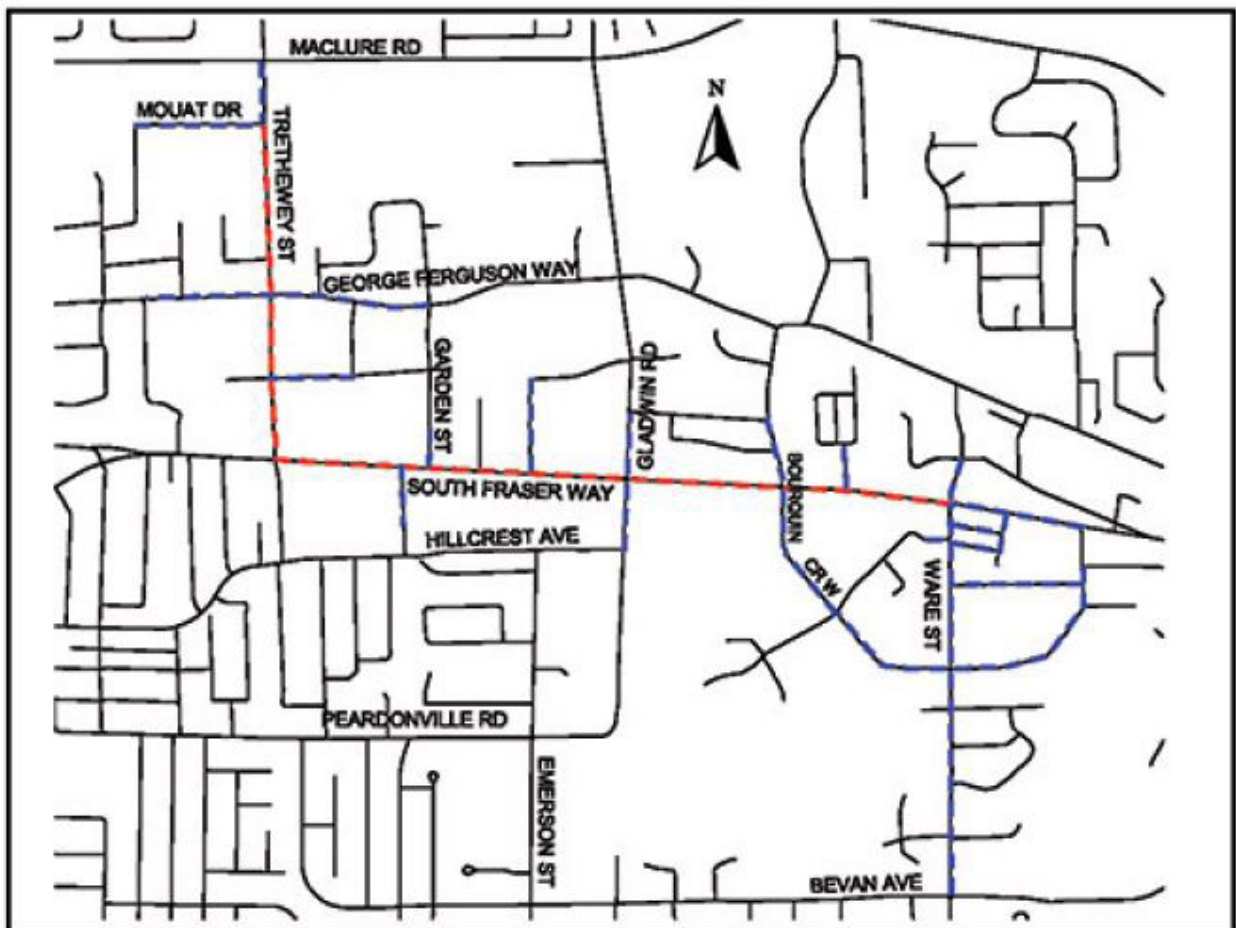 MACLURE RD
MOUAT DR
TRETHEWEY ST
N
GEORGE FERGUSON WAY
GARDEN ST
GLADWIN RD
BOURQUIN
CR W
SOUTH FRASER WAY
HILLCREST AVE
WARE ST
PEARDONVILLE RD
EMERSON ST
BEVAN AVE